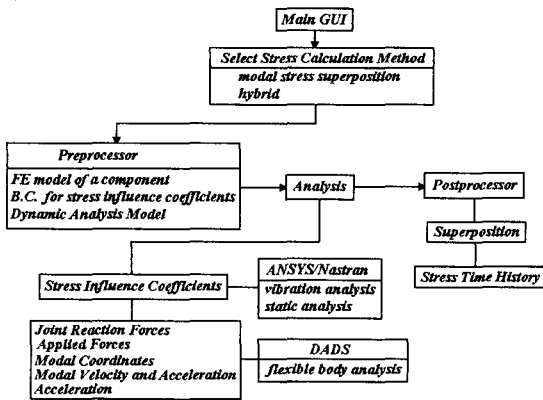 Main GUI
Select Stress Calculation Method
modal stress superposition
hybrid
Preprocessor
FE model of a component
B.C. for stress influence coefficients
Dynamic Analysis Model
Analysis
Postprocessor
Superposition
Stress Time History
Stress Influence Coefficients
ANSYS/Nastran
vibration analysis
static analysis
Joint Reaction Forces
Applied Forces
Modal Coordinates
Modal Velocity and Acceleration
Acceleration
DADS
flexible body analysis